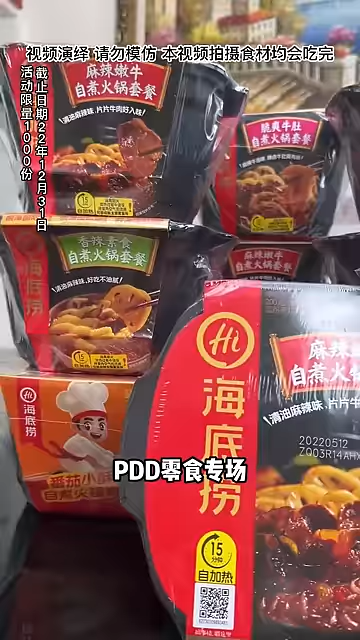 视频演绎 请勿模仿 本视频拍摄食材均会吃完
截止日期22年12月31日
活动限量1000份
麻辣嫩牛
自煮火锅套餐
清油麻辣味，片片牛肉好入味
15
自加热
脆爽牛肚
自煮火锅套餐
香辣素食
自煮火锅套餐
清油麻辣味，好吃不油腻
15
自加热
海底捞
麻辣嫩牛
自煮火锅套餐
Hi
海底捞
番茄小酥
自煮火锅
Hi
海底捞
麻辣
自煮火锅套餐
清油麻辣味，片片牛
20220512
ZQ03R14AHX
PDD零食专场
15
分钟
自加热